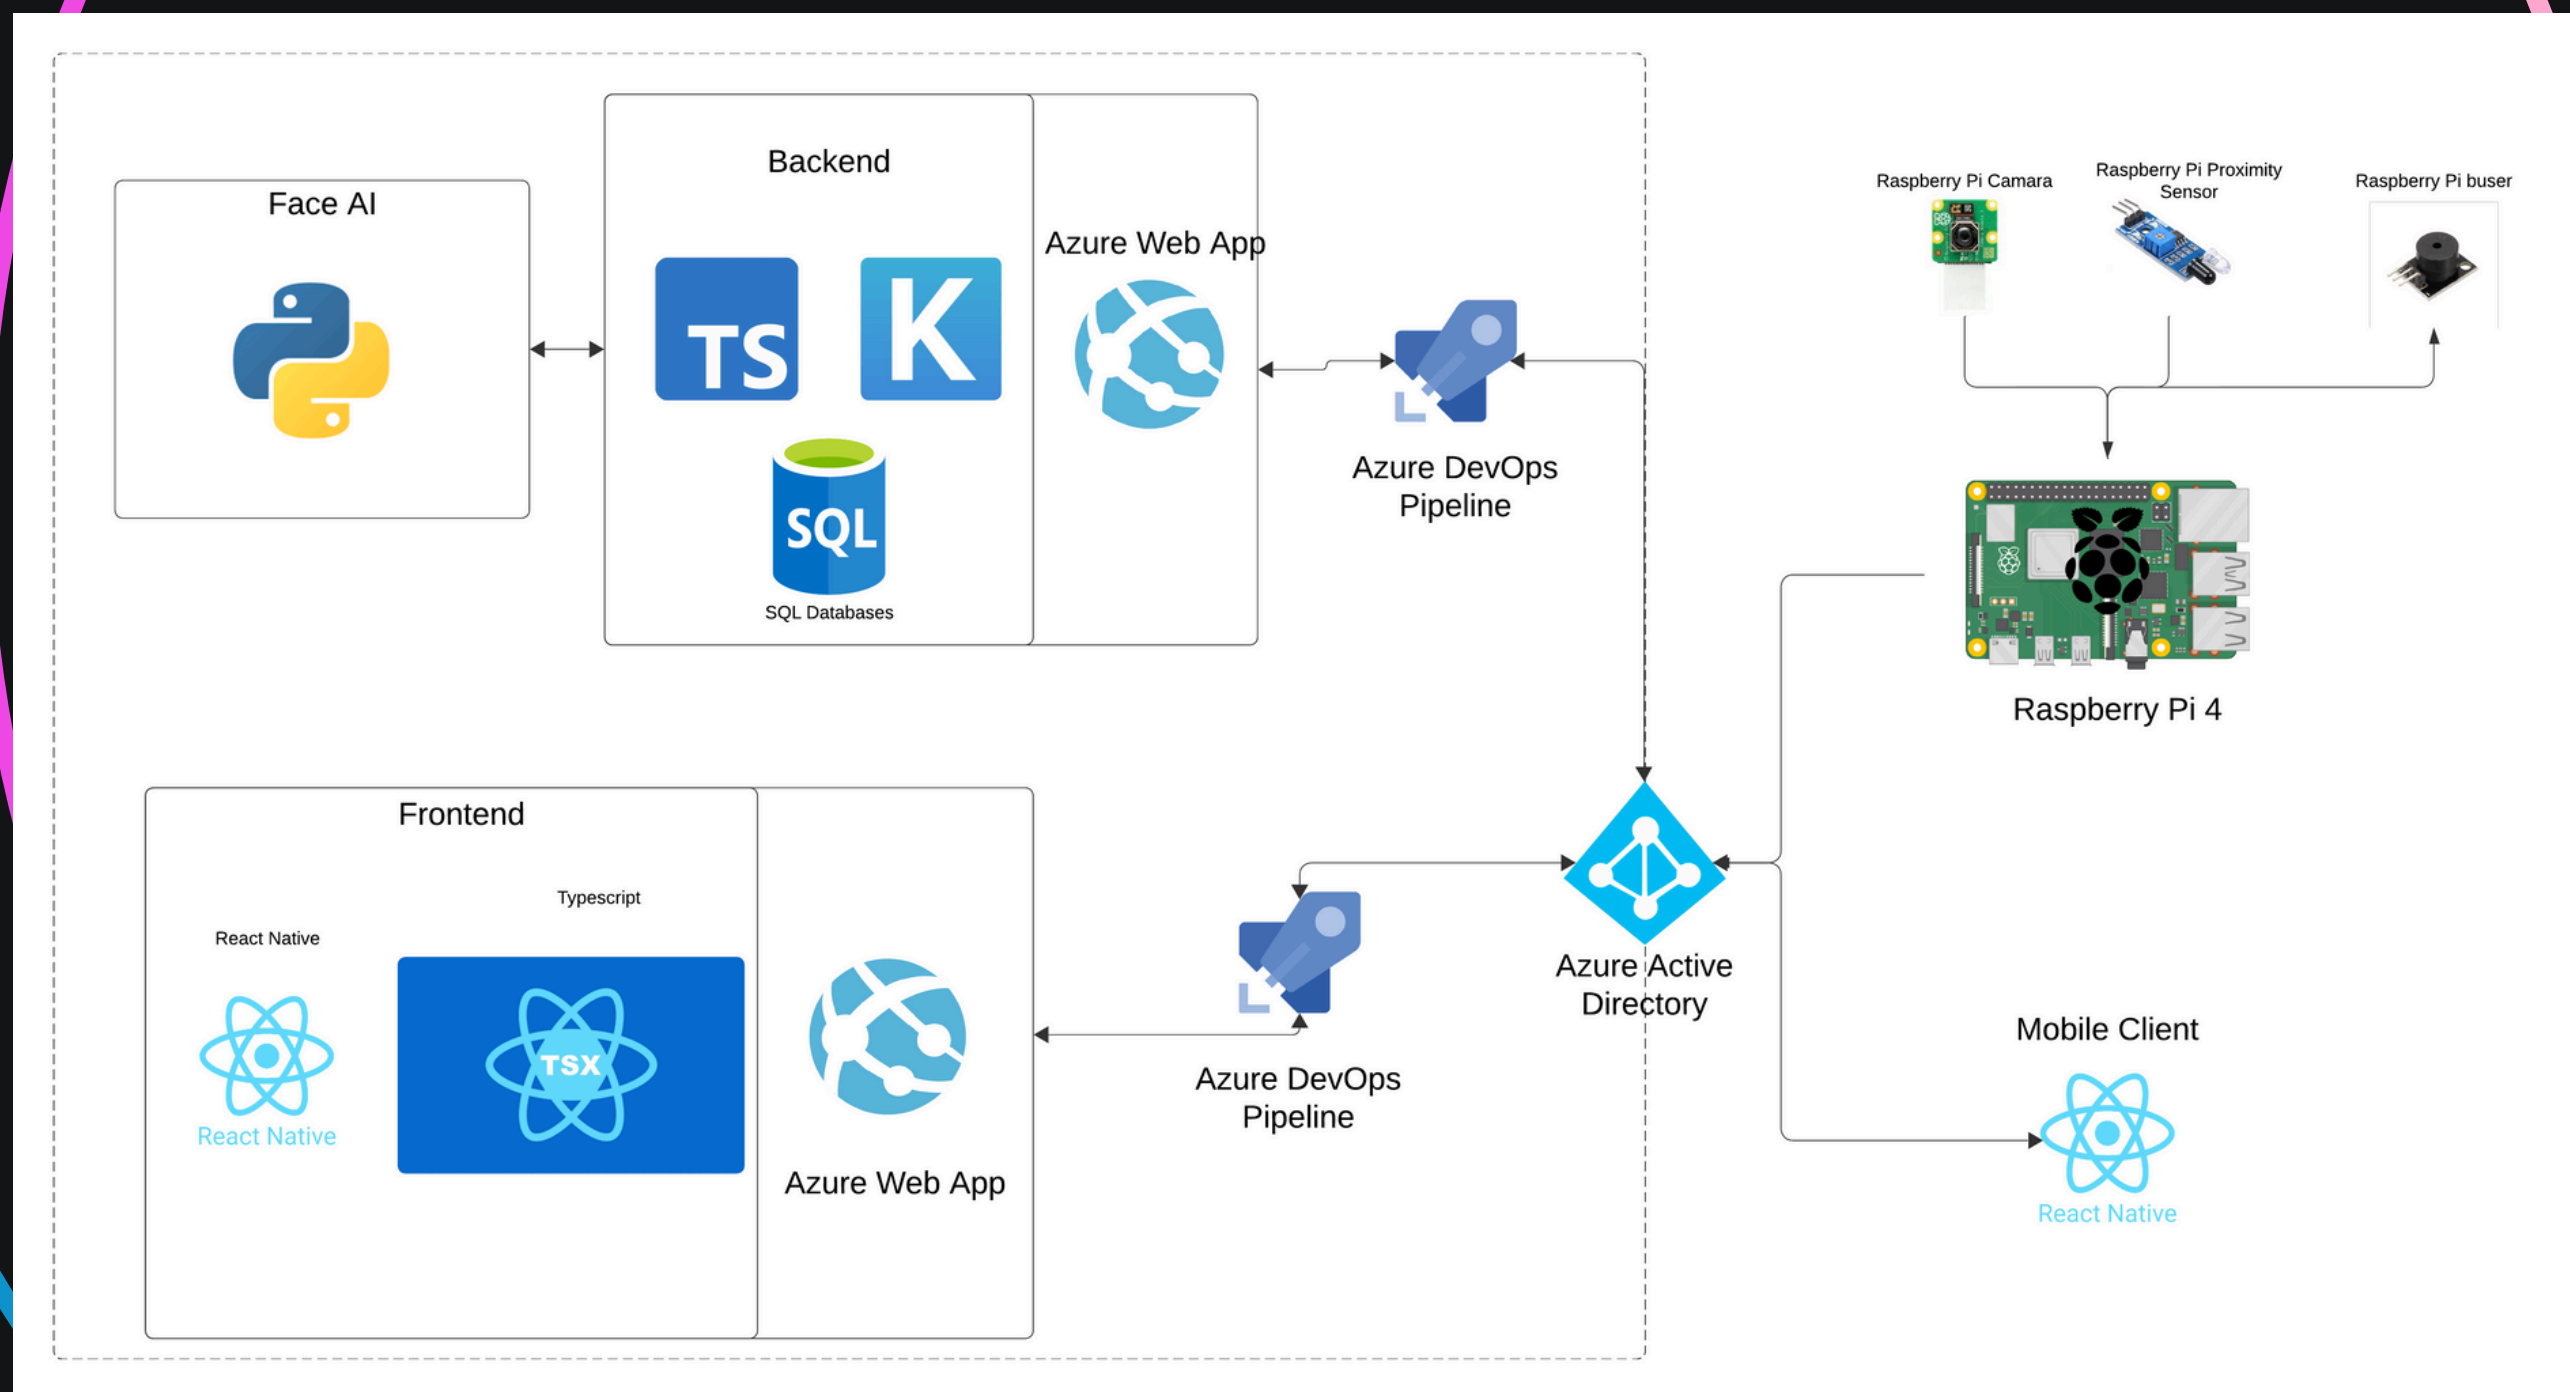 Face AI
Backend
TS
K
SQL
SQL Databases
Azure Web App
Azure DevOps
Pipeline
Raspberry Pi Camara
Raspberry Pi Proximity
Sensor
Raspberry Pi buser
Raspberry Pi 4
Frontend
Typescript
React Native
React Native
TSX
Azure Web App
Azure DevOps
Pipeline
Azure Active
Directory
Mobile Client
React Native